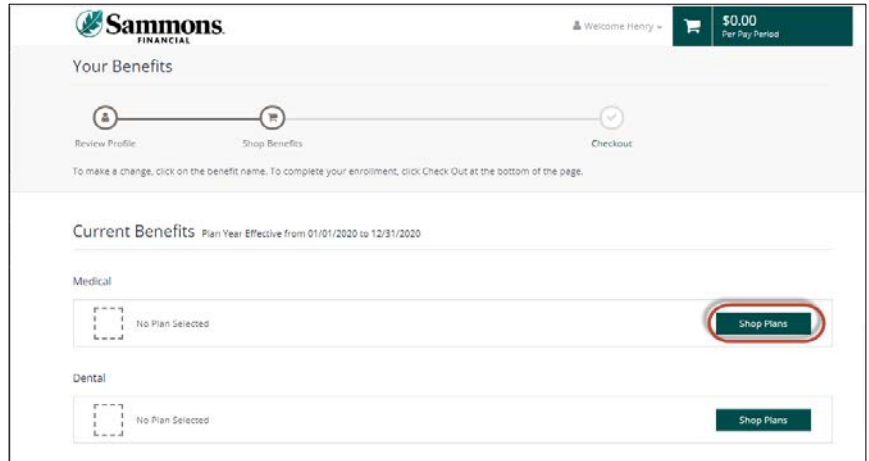 Sammons
FINANCIAL
Welcome Henry
$0.00
Per Pay Period
Your Benefits
Review Profile
Shop Benefits
Checkout
To make a change, click on the benefit name. To complete your enrollment, click Check Out at the bottom of the page.
Current Benefits Plan Year Effective from 01/01/2020 to 12/31/2020
Medical
No Plan Selected
Shop Plans
Dental
No Plan Selected
Shop Plans